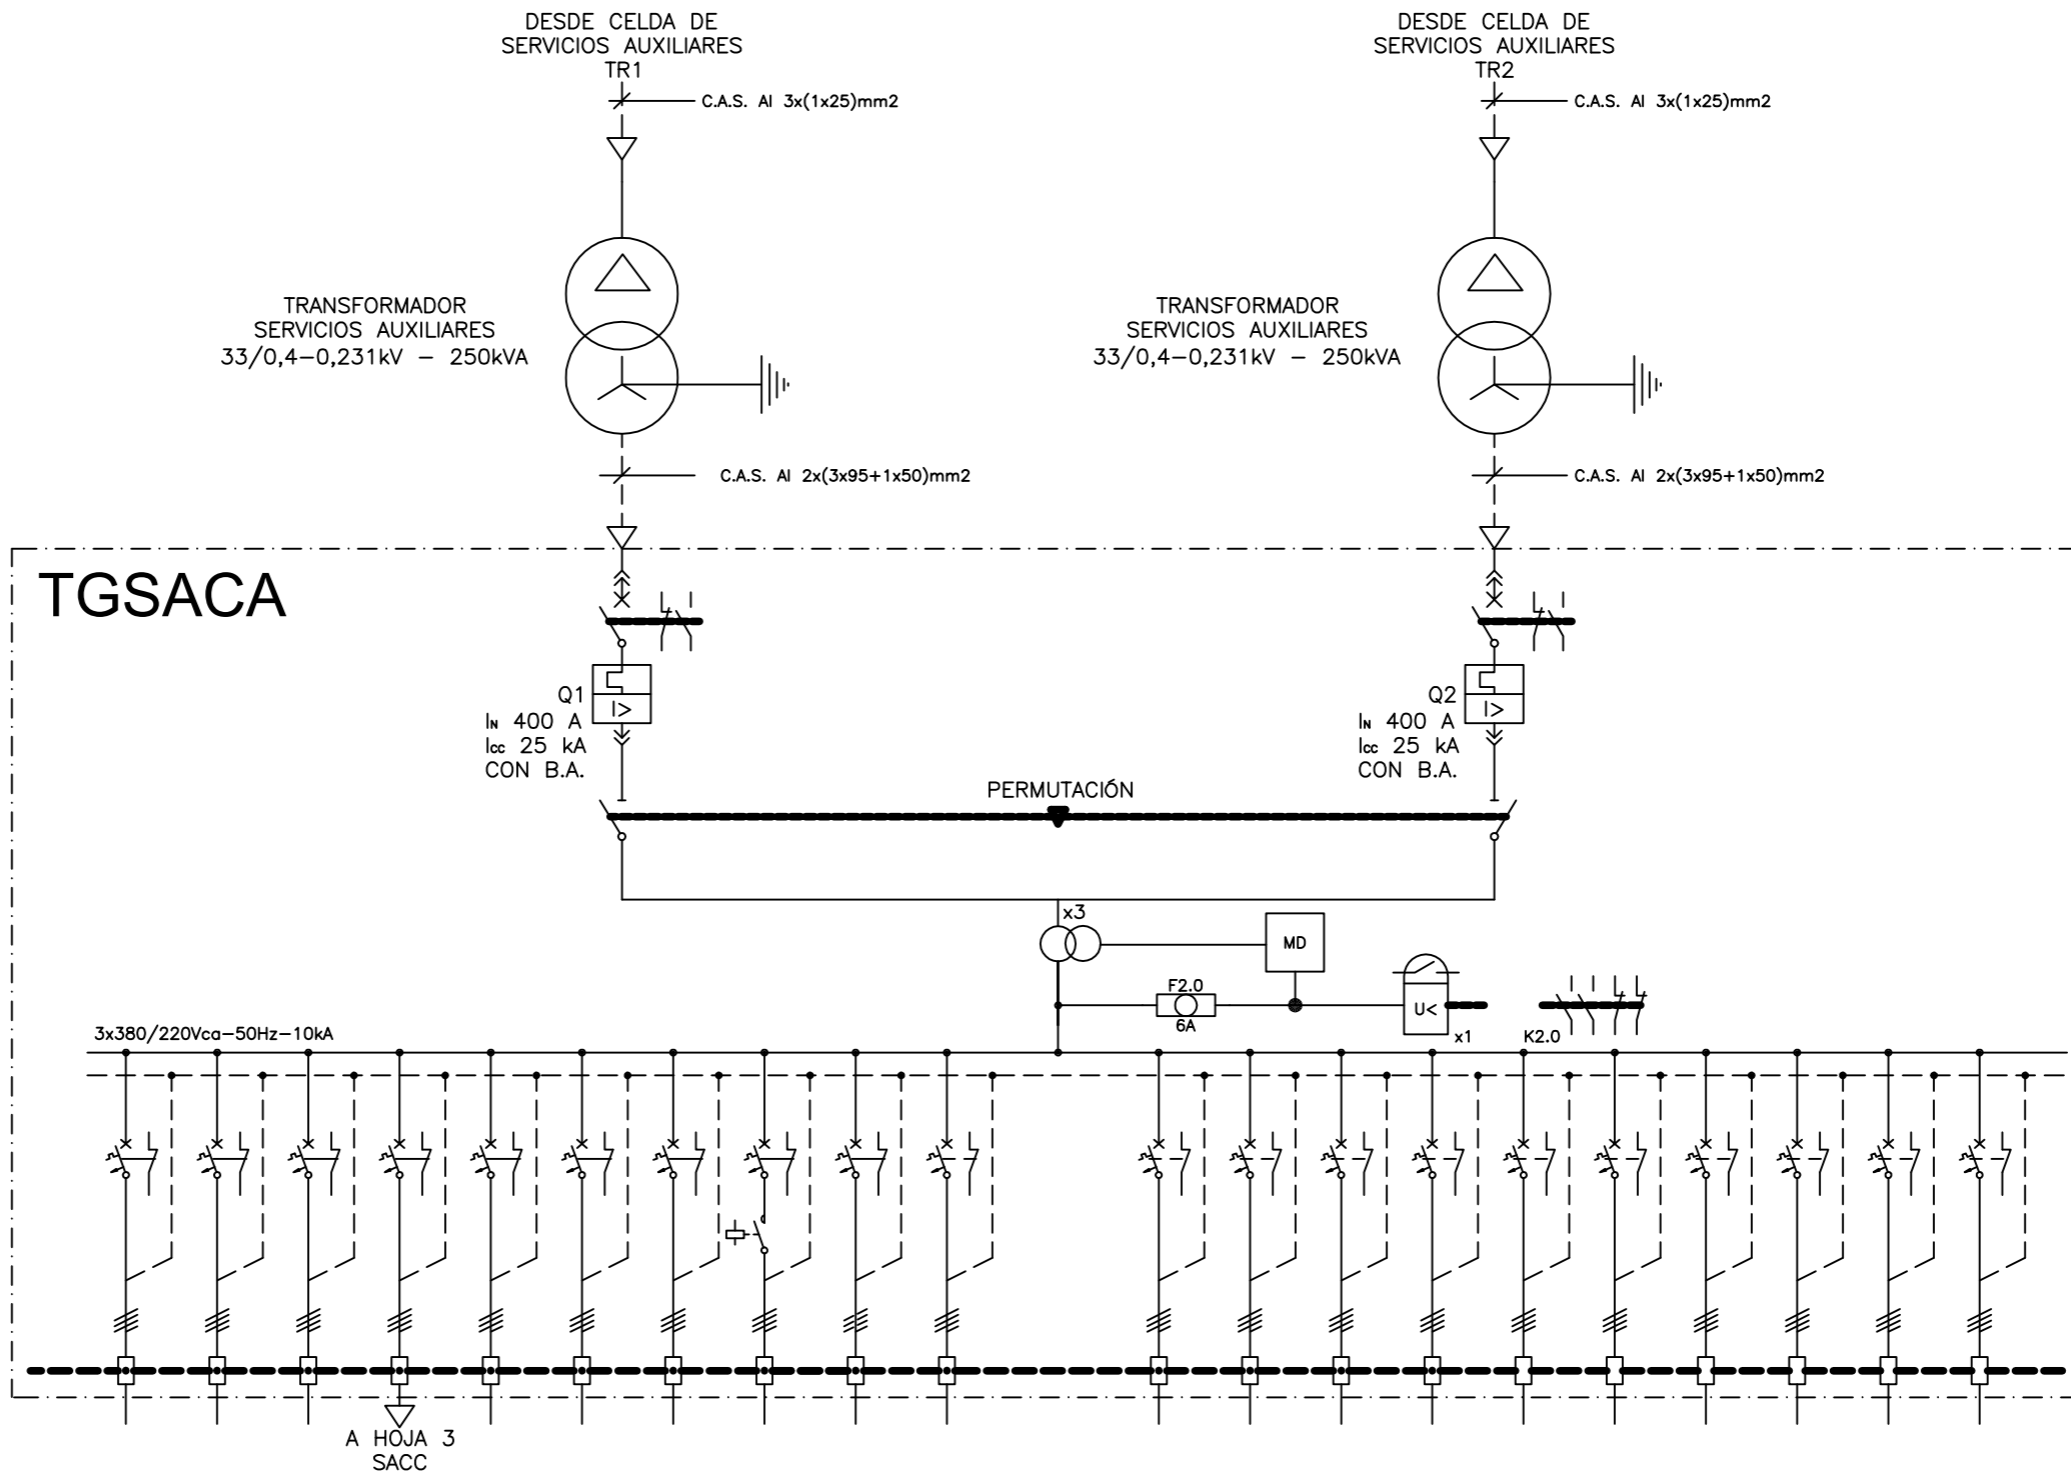 DESDE CELDA DE
SERVICIOS AUXILIARES
TR1
C.A.S. Al 3x(1x25)mm2
DESDE CELDA DE
SERVICIOS AUXILIARES
TR2
C.A.S. Al 3x(1x25)mm2
TRANSFORMADOR
SERVICIOS AUXILIARES
33/0,4-0,231kV - 250kVA
TRANSFORMADOR
SERVICIOS AUXILIARES
33/0,4-0,231kV - 250kVA
C.A.S. Al 2x(3x95+1x50)mm2
C.A.S. Al 2x(3x95+1x50)mm2
TGSACA
Q1
I>
IN 400 A
Icc 25 kA
CON B.A.
Q2
I>
IN 400 A
Icc 25 kA
CON B.A.
PERMUTACIÓN
x3
MD
F2.0
6A
U<
x1
K2.0
3x380/220Vca-50Hz-10kA
A HOJA 3
SACC